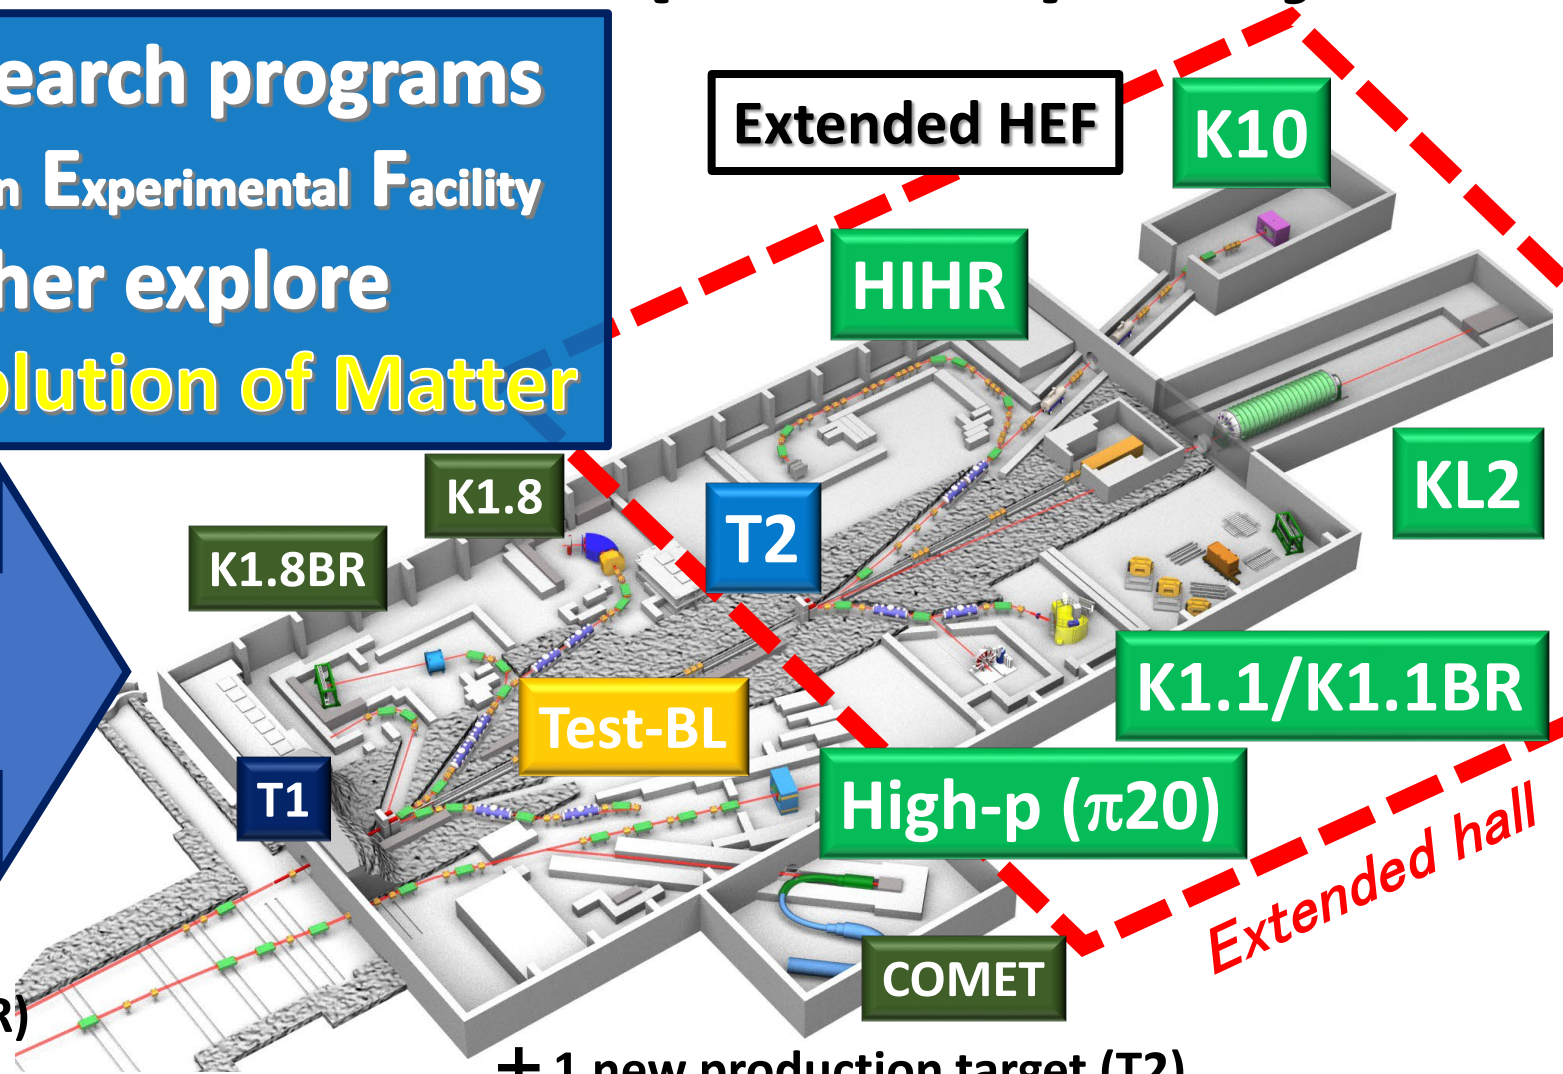 earch programs
n Experimental Facility
her explore
olution of Matter
Extended HEF
K10
HIHR
KL2
K1.8
K1.8BR
T2
K1.1/K1.1BR
Test-BL
T1
High-p (π20)
Extended hall
COMET
R)
+ 1 new production target (T2)